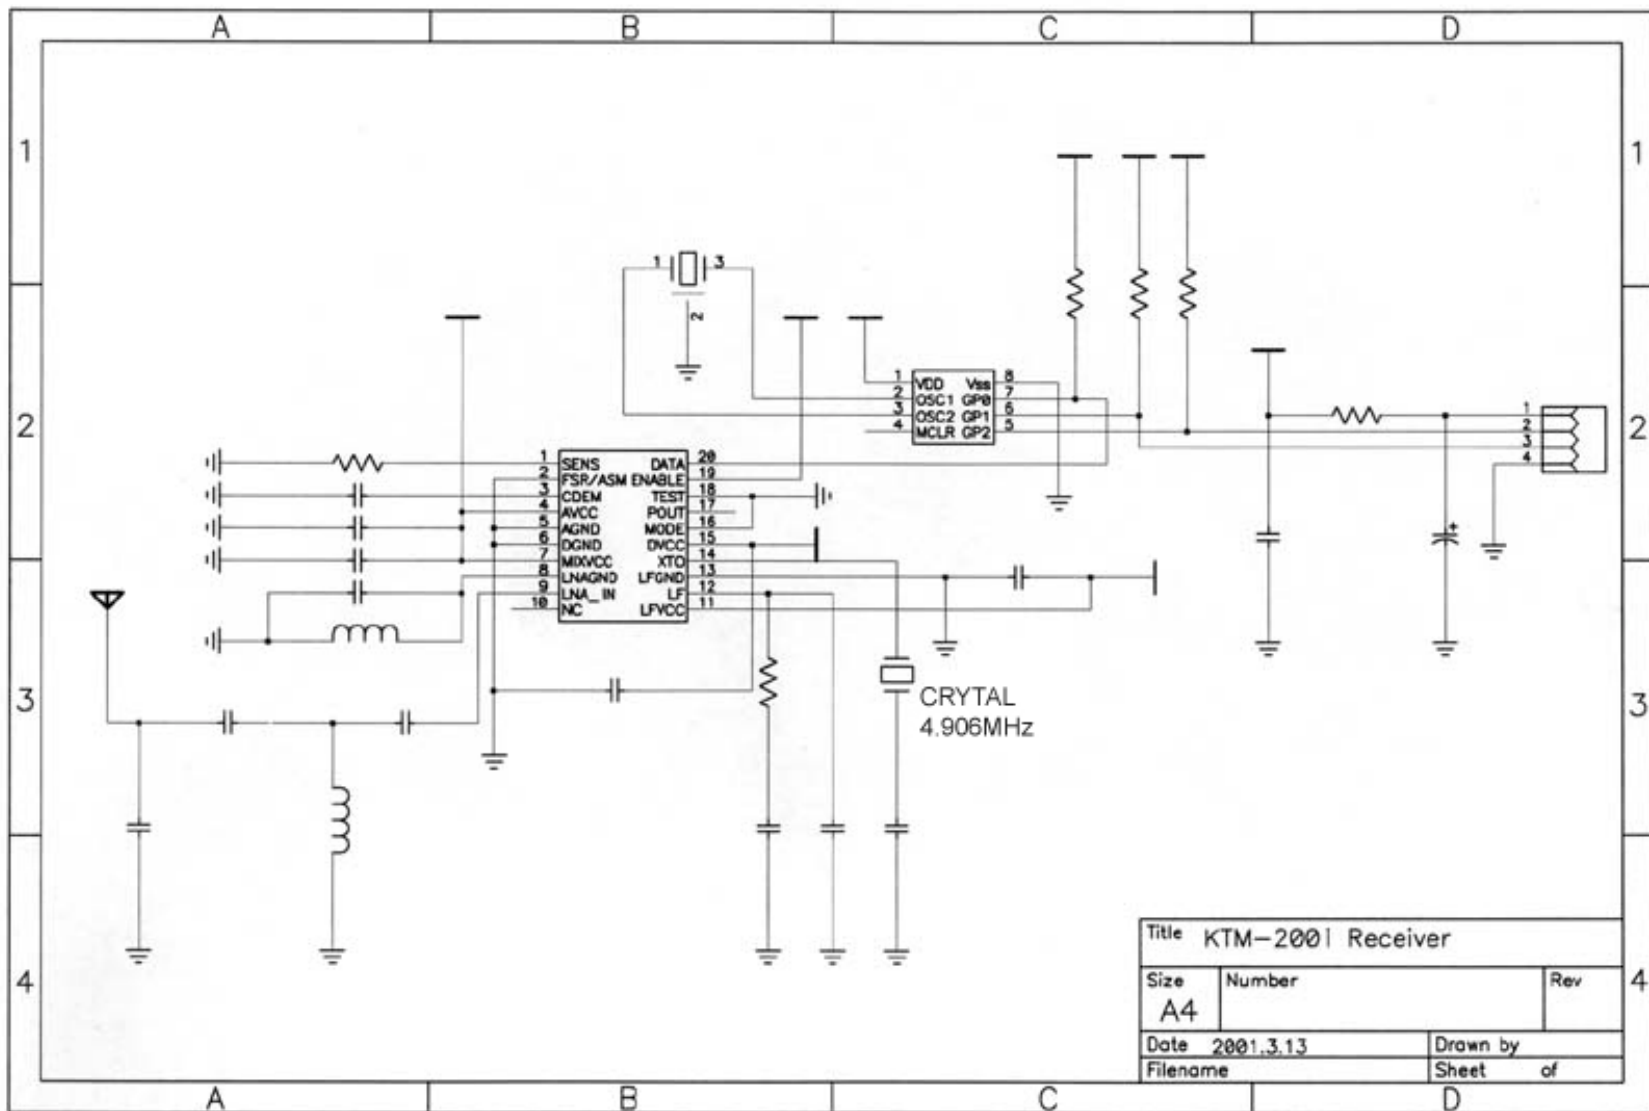 A B C D
1 1
1 3
2
1 VDD Vss 8
2 OSC1 GP0 7
3 OSC2 GP1 6
4 MCLR GP2 5
1
2
3
4
2 2
1 SENS DATA 20
2 FSR/ASM ENABLE 19
3 CDEM TEST 18
4 AVCC POUT 17
5 AGND MODE 16
6 DGND DVCC 15
7 MIXVCC XTO 14
8 LNAGND LFGND 13
9 LNA_IN LF 12
10 NC LFVCC 11
+
3 3
CRYTAL
4.906MHz
4 4
Title KTM-2001 Receiver
Size Number Rev
A4
Date 2001.3.13 Drawn by
Filename Sheet of
A B C D